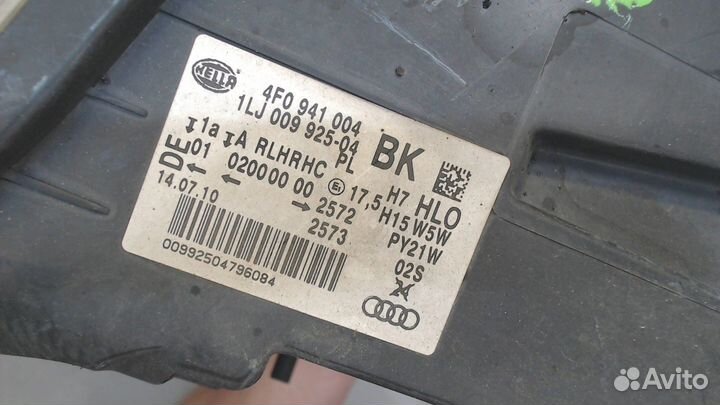 HELLA
4F0 941 004
1LJ 009 925-04
BK
1a A RLHRHC PL
DE 01 020000 00
E1 17,5 H7 HLO
H15 W5W
PY21W
← ← → 2572
14.07.10 2573
02S
00992504796084
Avito